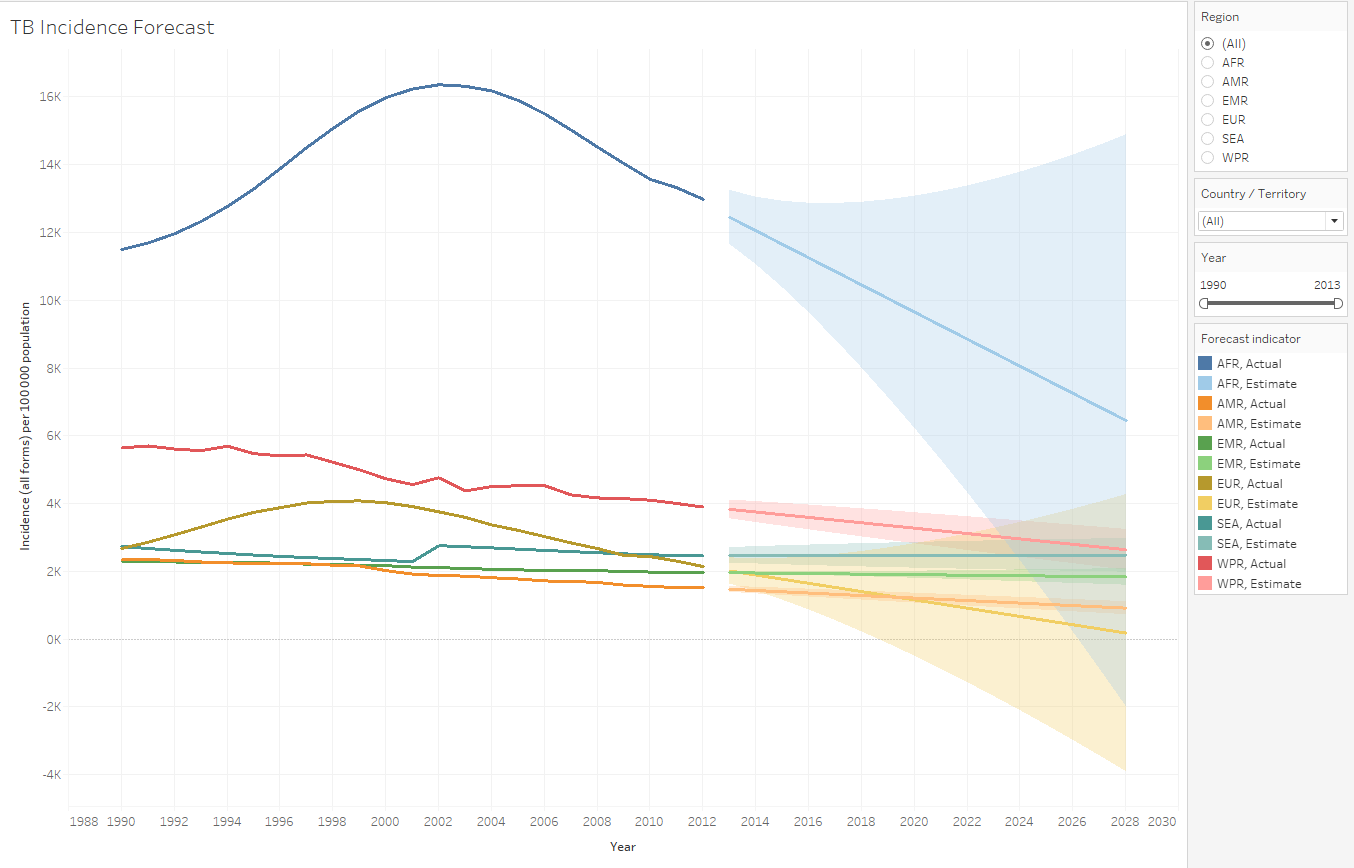 TB Incidence Forecast
16K
14K
12K
10K
8K
6K
4K
2K
0K
-2K
-4K
Incidence (all forms) per 100 000 population
1988 1990 1992 1994 1996 1998 2000 2002 2004 2006 2008 2010 2012 2014 2016 2018 2020 2022 2024 2026 2028 2030
Year
Region
(All)
AFR
AMR
EMR
EUR
SEA
WPR
Country / Territory
(All)
Year
1990 2013
Forecast indicator
AFR, Actual
AFR, Estimate
AMR, Actual
AMR, Estimate
EMR, Actual
EMR, Estimate
EUR, Actual
EUR, Estimate
SEA, Actual
SEA, Estimate
WPR, Actual
WPR, Estimate